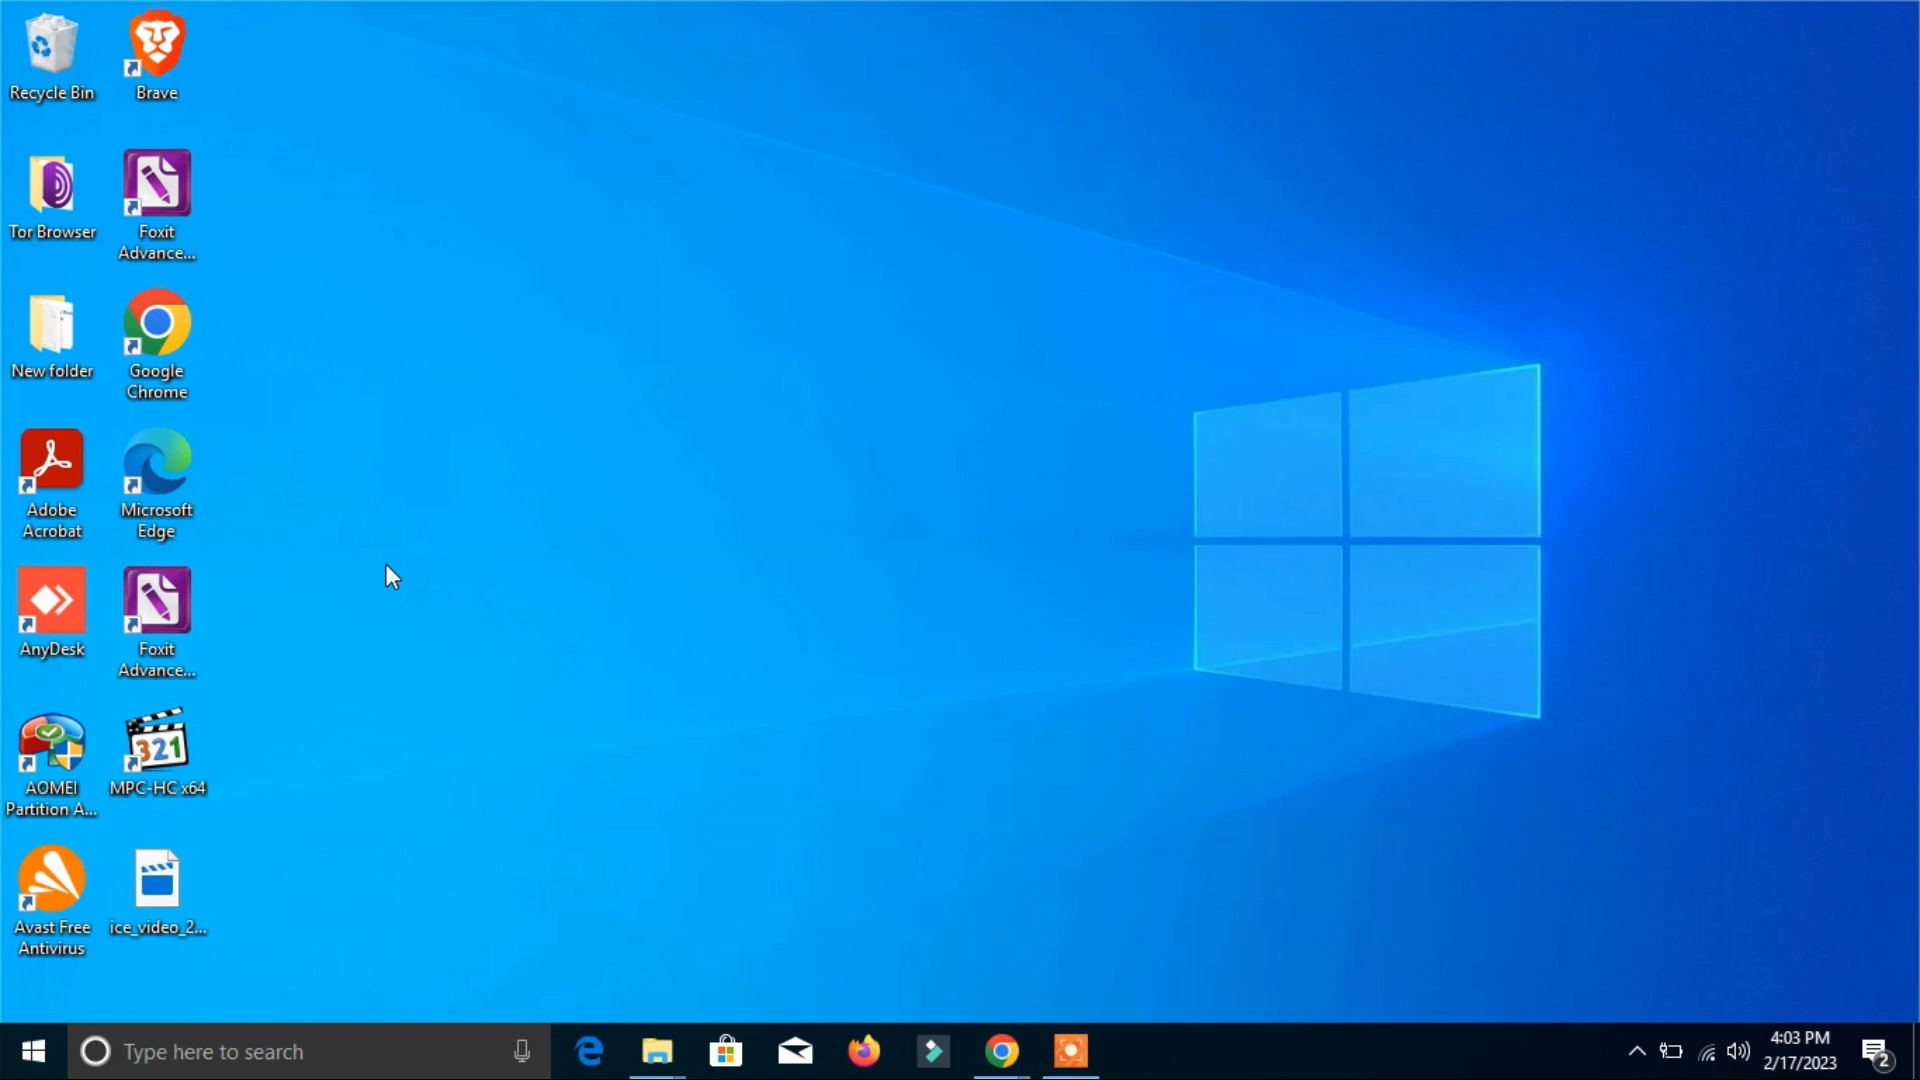 Recycle Bin
Brave
Tor Browser
Foxit
Advance...
New folder
Google
Chrome
Adobe
Acrobat
Microsoft
Edge
AnyDesk
Foxit
Advance...
AOMEI
Partition A...
321
MPC-HC x64
Avast Free
Antivirus
ice_video_2...
Type here to search
4:03 PM
2/17/2023
2